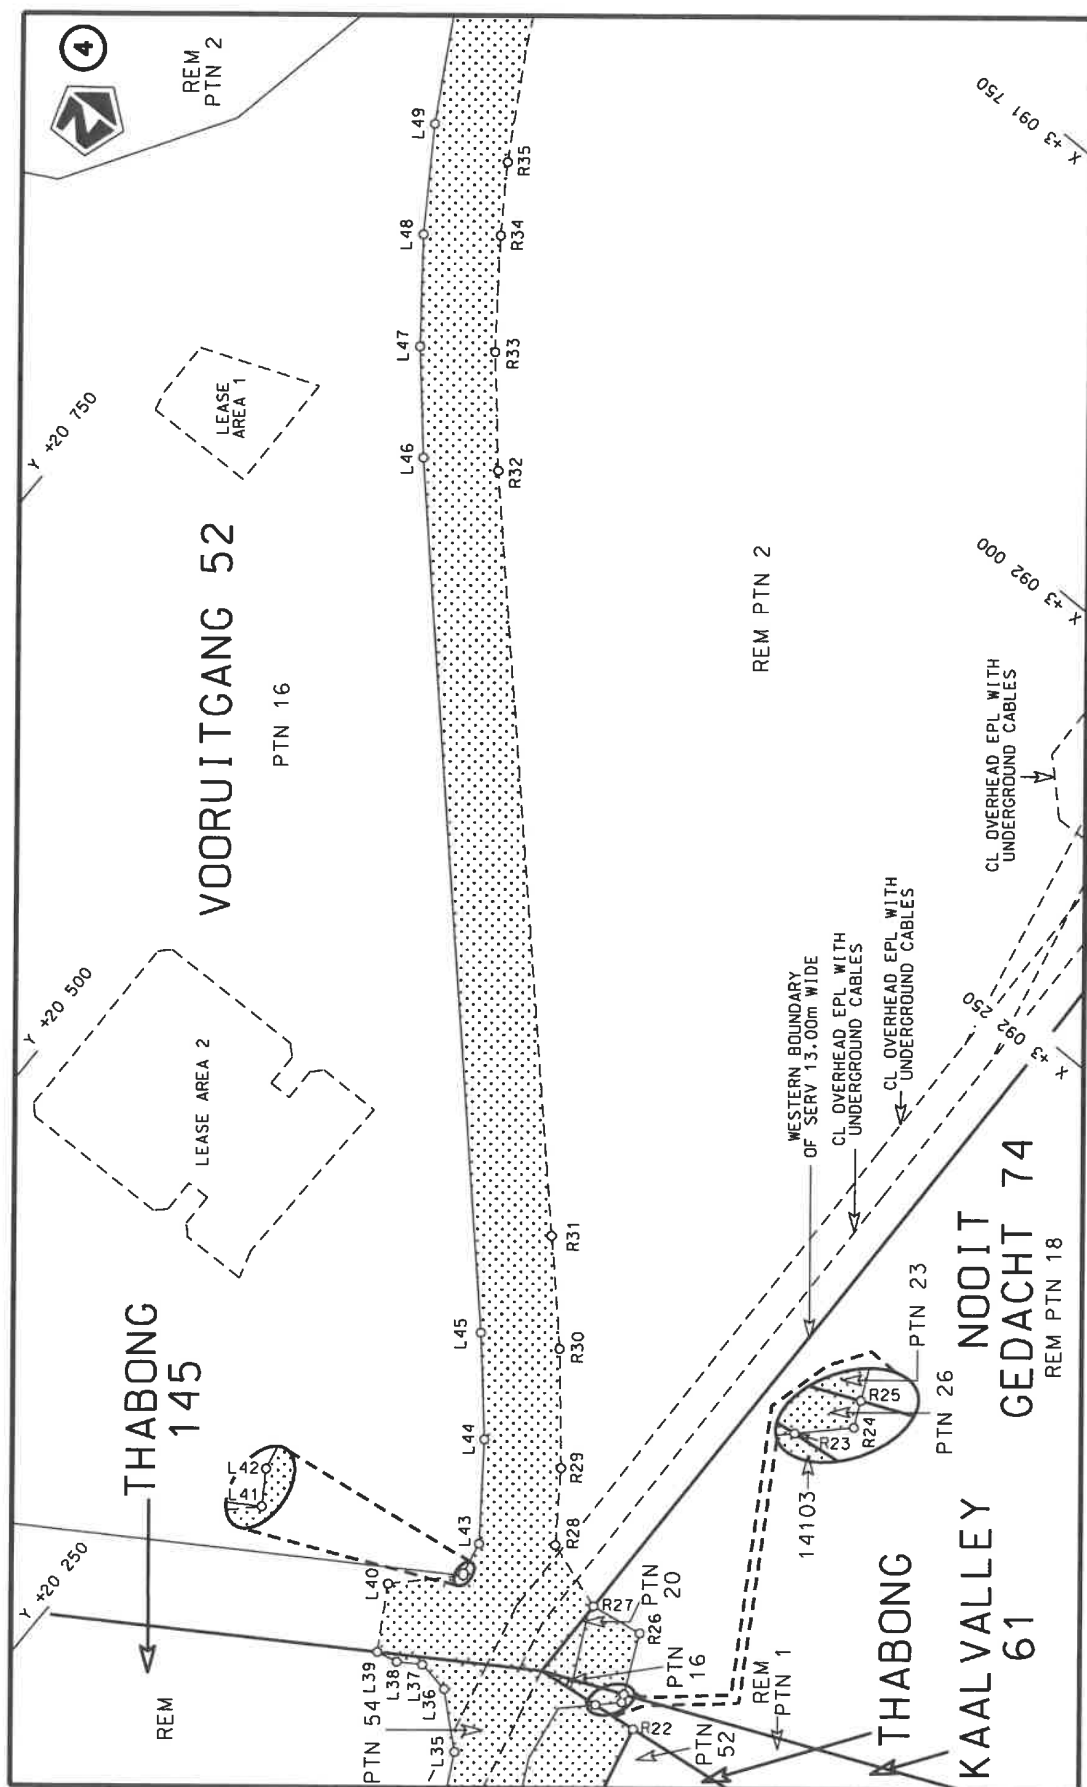 4
REM
PTN 2
L49
R35
L48
R34
L47
R33
L46
R32
X +3 091 750
Y +20 750
LEASE
AREA 1
VOORUITGANG 52
PTN 16
REM PTN 2
X +3 092 000
CL OVERHEAD EPL WITH
UNDERGROUND CABLES
Y +20 500
LEASE AREA 2
WESTERN BOUNDARY
OF SERV 13.00m WIDE
CL OVERHEAD EPL WITH
UNDERGROUND CABLES
CL OVERHEAD EPL WITH
UNDERGROUND CABLES
X +3 092 250
R31
L45
R30
L44
R29
L43
R28
THABONG
145
L42
L41
L40
L39
L38
L37
L36
L35
Y +20 250
REM
PTN 54
R27
R26
PTN
20
PTN
16
R22
PTN
52
REM
PTN 1
14103
R23
R24
R25
PTN 26
PTN 23
NOOIT
GEDACHT 74
REM PTN 18
THABONG
KAALVALLEY
61